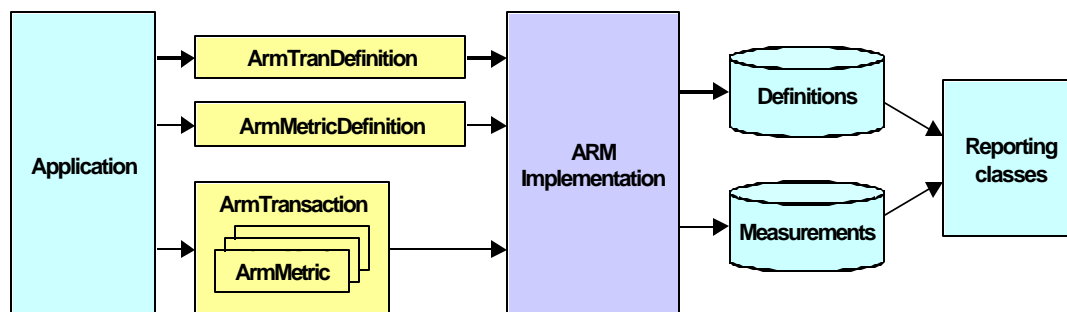 Application
ArmTranDefinition
ArmMetricDefinition
ArmTransaction
ArmMetric
ARM
Implementation
Definitions
Measurements
Reporting
classes